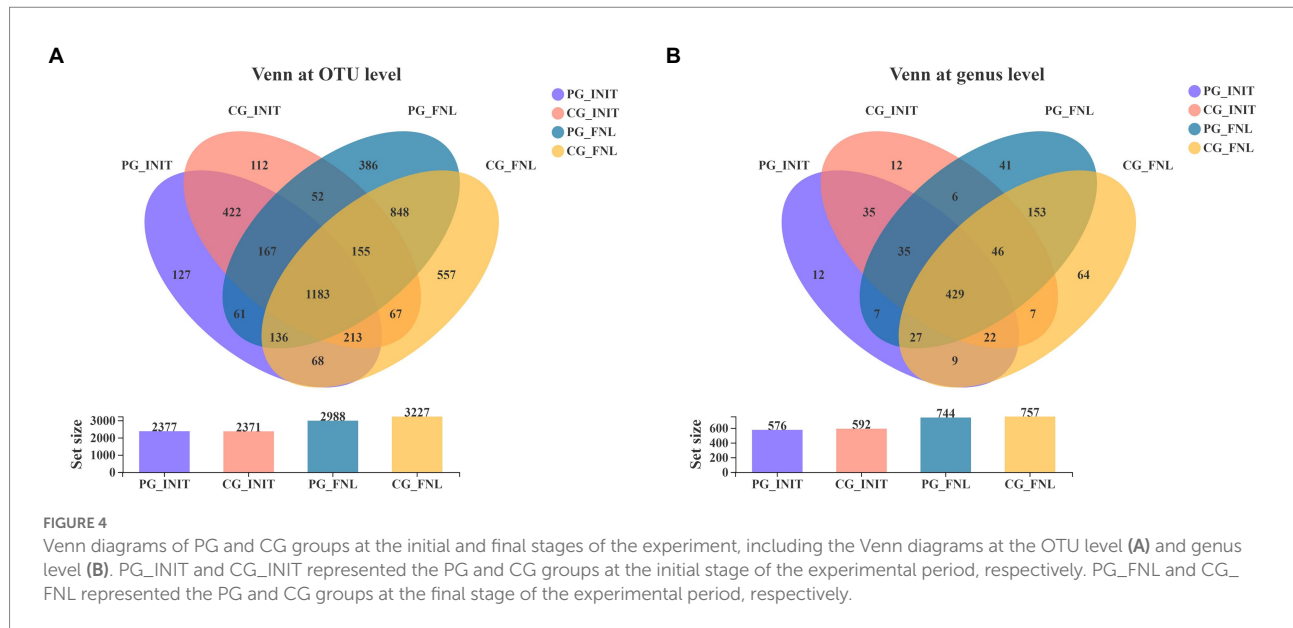 A
Venn at OTU level
PG_INIT
CG_INIT
PG_FNL
CG_FNL
CG_INIT
PG_FNL
PG_INIT
CG_FNL
112
386
52
422
848
167
155
127
557
1183
61
67
136
213
68
Set size
3000
2000
1000
0
2377
2371
2988
3227
PG_INIT
CG_INIT
PG_FNL
CG_FNL
B
Venn at genus level
PG_INIT
CG_INIT
PG_FNL
CG_FNL
CG_INIT
PG_FNL
PG_INIT
CG_FNL
12
41
6
35
153
35
46
12
64
429
7
7
27
22
9
Set size
600
400
200
0
576
592
744
757
PG_INIT
CG_INIT
PG_FNL
CG_FNL
FIGURE 4
Venn diagrams of PG and CG groups at the initial and final stages of the experiment, including the Venn diagrams at the OTU level (A) and genus
level (B). PG_INIT and CG_INIT represented the PG and CG groups at the initial stage of the experimental period, respectively. PG_FNL and CG_
FNL represented the PG and CG groups at the final stage of the experimental period, respectively.